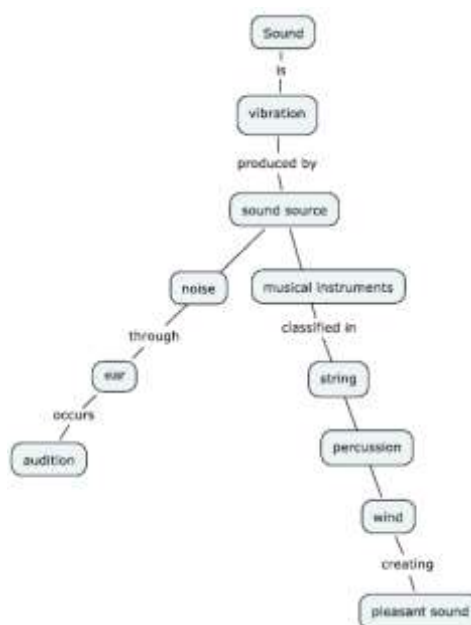 Sound
is
vibration
produced by
sound source
noise
musical instruments
through
classified in
ear
string
occurs
audition
percussion
wind
creating
pleasant sound